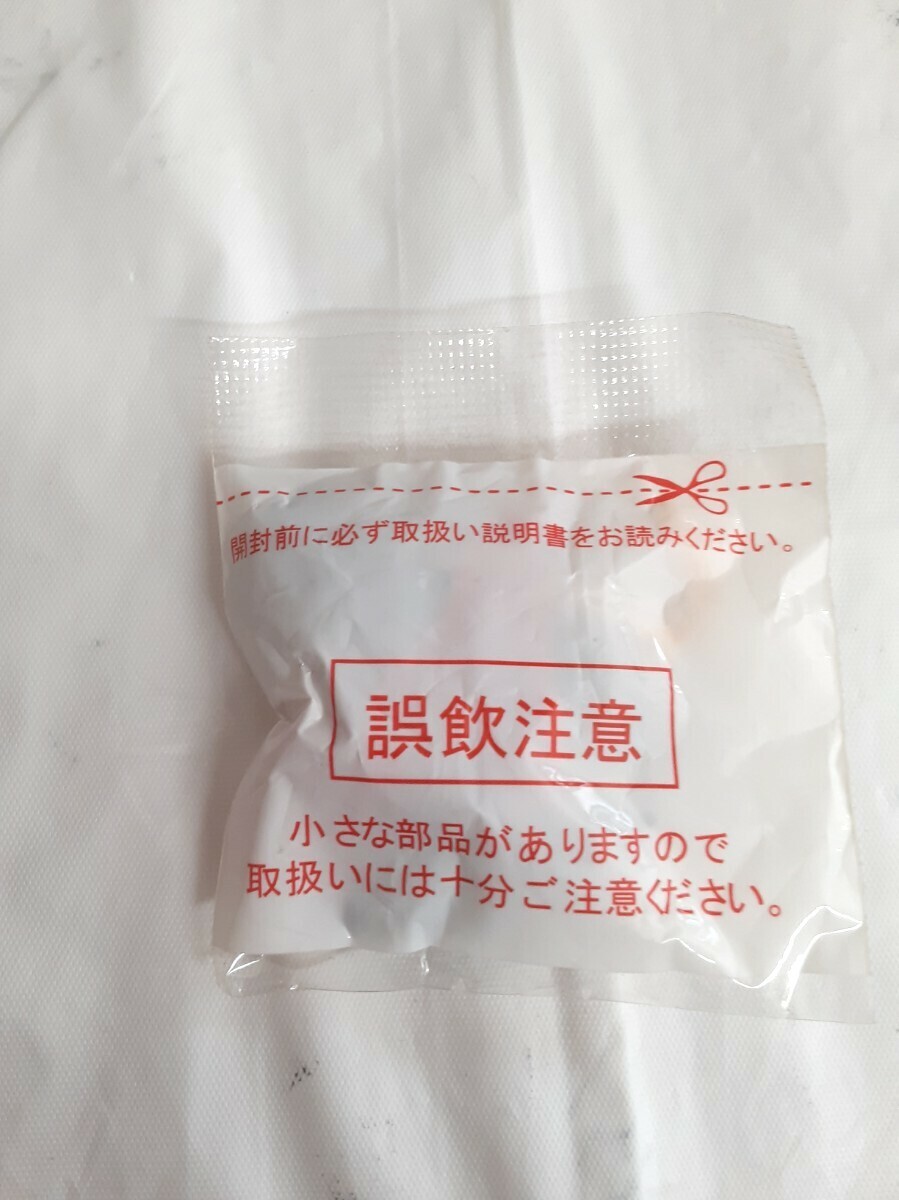 開封前に必ず取扱い説明書をお読みください。
誤飲注意
小さな部品がありますので
取扱いには十分ご注意ください。